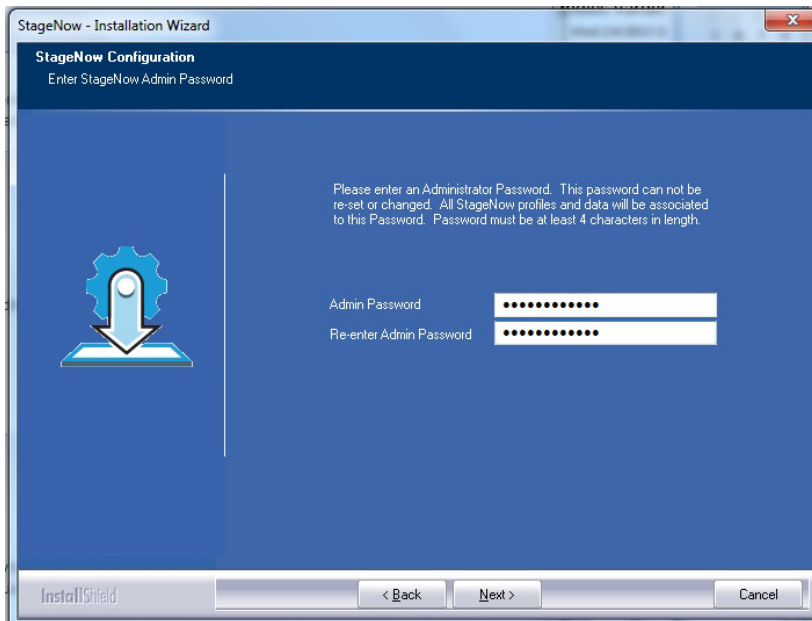 StageNow - Installation Wizard
StageNow Configuration
Enter StageNow Admin Password
Please enter an Administrator Password. This password can not be
re-set or changed. All StageNow profiles and data will be associated
to this Password. Password must be at least 4 characters in length.
Admin Password ••••••••••••
Re-enter Admin Password ••••••••••••
InstallShield
< Back
Next >
Cancel